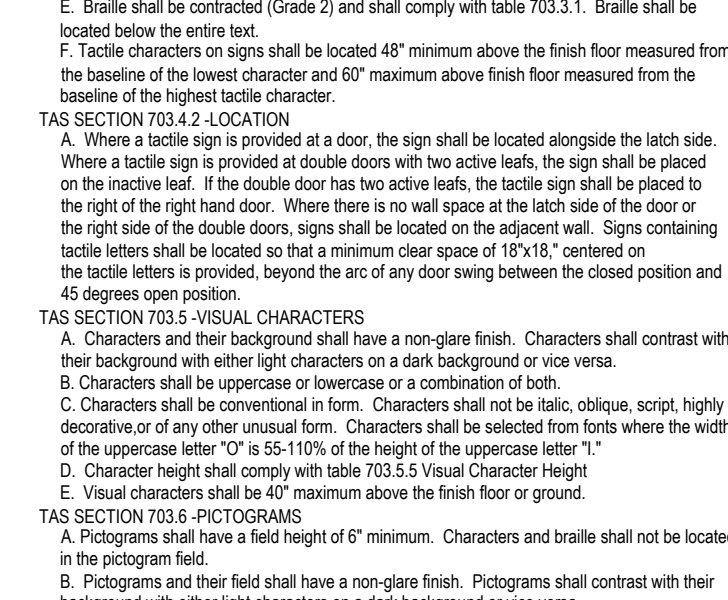 E. Braille shall be contracted (Grade 2) and shall comply with table 703.3.1. Braille shall be
located below the entire text.
F. Tactile characters on signs shall be located 48" minimum above the finish floor measured from
the baseline of the lowest character and 60" maximum above finish floor measured from the
baseline of the highest tactile character.
TAS SECTION 703.4.2 -LOCATION
A. Where a tactile sign is provided at a door, the sign shall be located alongside the latch side.
Where a tactile sign is provided at double doors with two active leafs, the sign shall be placed
on the inactive leaf. If the double door has two active leafs, the tactile sign shall be placed to
the right of the right hand door. Where there is no wall space at the latch side of the door or
the right side of the double doors, signs shall be located on the adjacent wall. Signs containing
tactile letters shall be located so that a minimum clear space of 18"x18," centered on
the tactile letters is provided, beyond the arc of any door swing between the closed position and
45 degrees open position.
TAS SECTION 703.5 -VISUAL CHARACTERS
A. Characters and their background shall have a non-glare finish. Characters shall contrast with
their background with either light characters on a dark background or vice versa.
B. Characters shall be uppercase or lowercase or a combination of both.
C. Characters shall be conventional in form. Characters shall not be italic, oblique, script, highly
decorative,or of any other unusual form. Characters shall be selected from fonts where the width
of the uppercase letter "O" is 55-110% of the height of the uppercase letter "I."
D. Character height shall comply with table 703.5.5 Visual Character Height
E. Visual characters shall be 40" maximum above the finish floor or ground.
TAS SECTION 703.6 -PICTOGRAMS
A. Pictograms shall have a field height of 6" minimum. Characters and braille shall not be located
in the pictogram field.
B. Pictograms and their field shall have a non-glare finish. Pictograms shall contrast with their
background with either light characters on a dark background or vice versa.